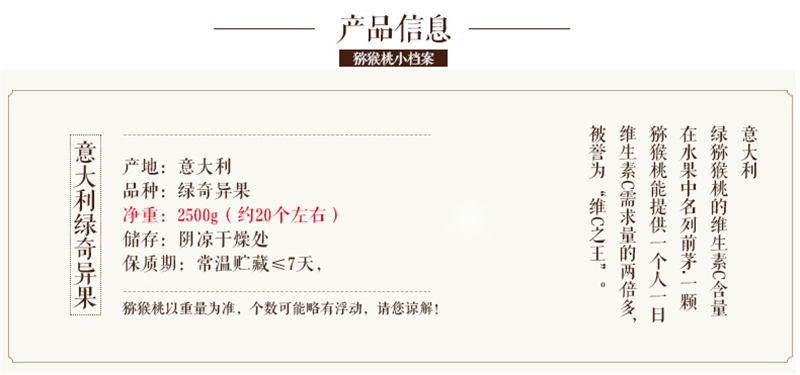 产品信息
猕猴桃小档案
意大利绿奇异果
产地：意大利
品种：绿奇异果
净重：2500g（约20个左右）
储存：阴凉干燥处
保质期：常温贮藏≤7天，
猕猴桃以重量为准，个数可能略有浮动，请您谅解！
意大利
绿猕猴桃的维生素C含量
在水果中名列前茅.一颗
猕猴桃能提供一个人一日
维生素C需求量的两倍多，
被誉为“维C之王”。